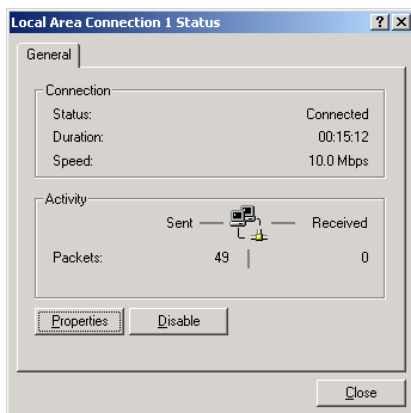 Local Area Connection 1 Status
General
Connection
Status: Connected
Duration: 00:15:12
Speed: 10.0 Mbps
Activity
Sent Received
Packets: 49 0
Properties Disable
Close